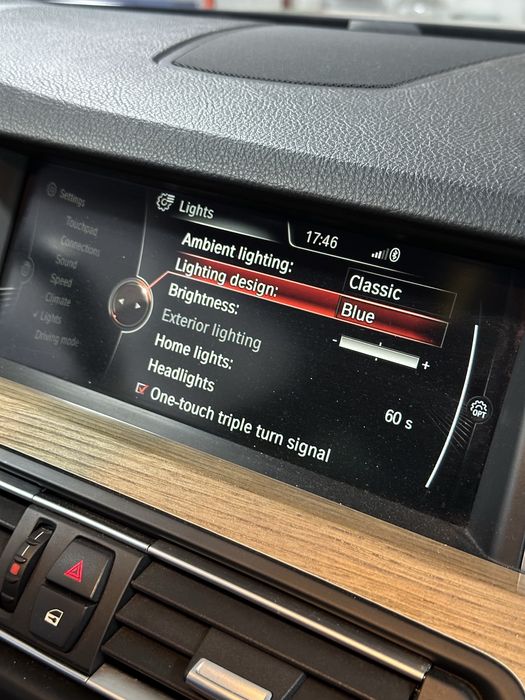 Settings
Touchpad
Connections
Sound
Speed
Climate
Lights
Driving mode
Lights
17:46
Ambient lighting: Classic
Lighting design: Blue
Brightness: - +
Exterior lighting
Home lights: 60 s
Headlights
One-touch triple turn signal
OPT